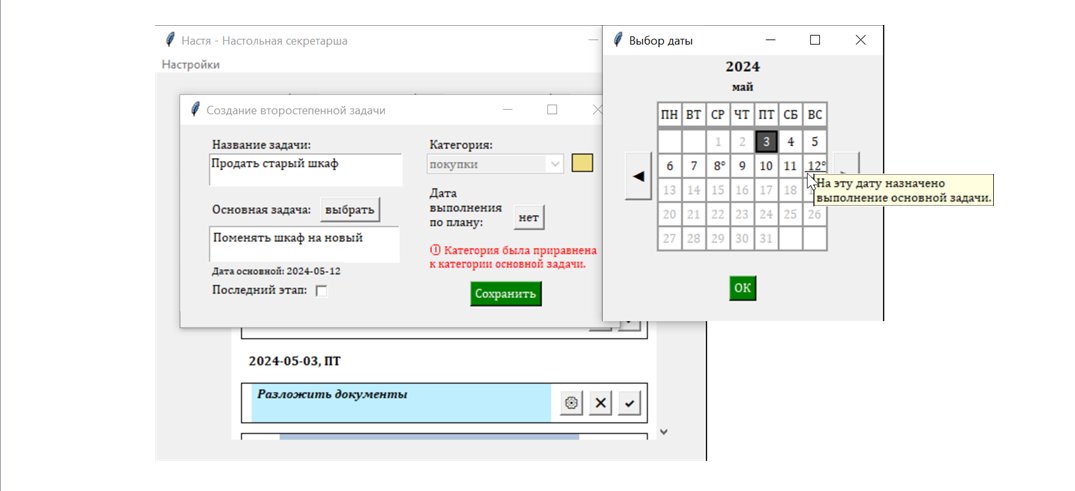 Настя - Настольная секретарша
Настройки
Создание второстепенной задачи
Название задачи:
Продать старый шкаф
Основная задача: выбрать
Поменять шкаф на новый
Дата основной: 2024-05-12
Последний этап:
Категория:
покупки
Дата
выполнения
по плану:
нет
Категория была приравнена
к категории основной задачи.
Сохранить
2024-05-03, ПТ
Разложить документы
Выбор даты
2024
май
ПН ВТ СР ЧТ ПТ СБ ВС
1 2 3 4 5
6 7 8° 9 10 11 12°
13 14 15 16 17 18
20 21 22 23 24 25 26
27 28 29 30 31
ОК
На эту дату назначено
выполнение основной задачи.